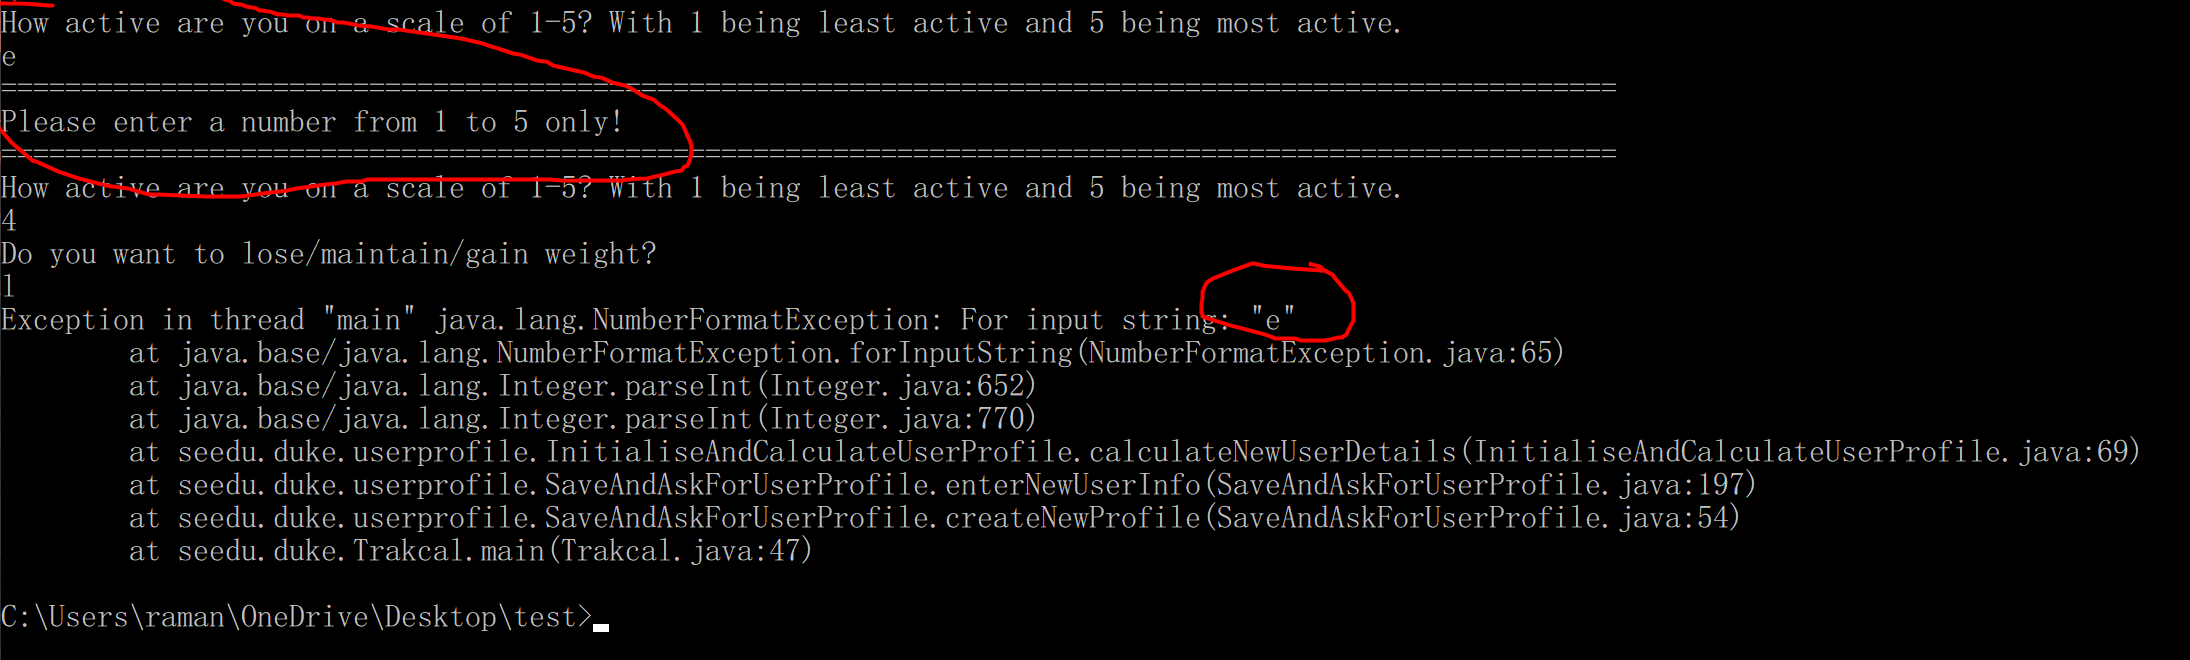 How active are you on a scale of 1-5? With 1 being least active and 5 being most active.
e
=====================================================================================================
Please enter a number from 1 to 5 only!
=====================================================================================================
How active are you on a scale of 1-5? With 1 being least active and 5 being most active.
4
Do you want to lose/maintain/gain weight?
l
Exception in thread "main" java.lang.NumberFormatException: For input string: "e"
        at java.base/java.lang.NumberFormatException.forInputString(NumberFormatException.java:65)
        at java.base/java.lang.Integer.parseInt(Integer.java:652)
        at java.base/java.lang.Integer.parseInt(Integer.java:770)
        at seedu.duke.userprofile.InitialiseAndCalculateUserProfile.calculateNewUserDetails(InitialiseAndCalculateUserProfile.java:69)
        at seedu.duke.userprofile.SaveAndAskForUserProfile.enterNewUserInfo(SaveAndAskForUserProfile.java:197)
        at seedu.duke.userprofile.SaveAndAskForUserProfile.createNewProfile(SaveAndAskForUserProfile.java:54)
        at seedu.duke.Trakcal.main(Trakcal.java:47)
C:\Users\raman\OneDrive\Desktop\test>